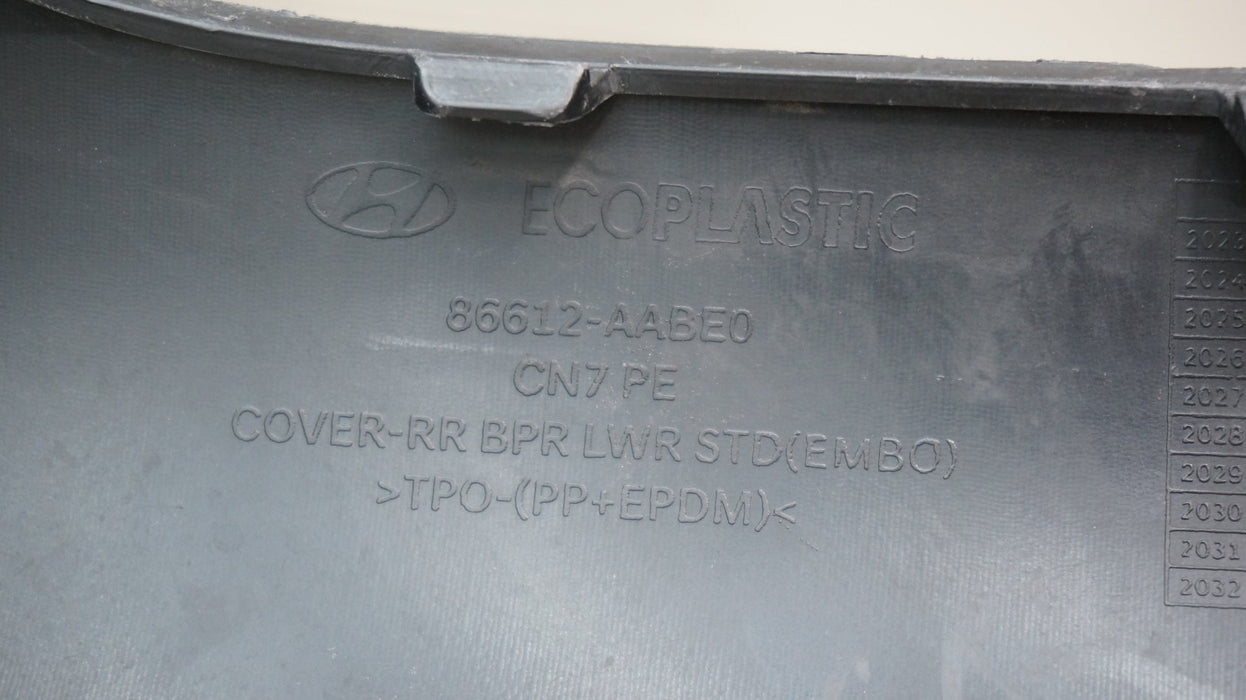 ECOPLASTIC
86612-AABE0
CN7 PE
COVER-RR BPR LWR STD(EMBO)
>TPO-(PP+EPDM)<
2023
2024
2025
2026
2027
2028
2029
2030
2031
2032